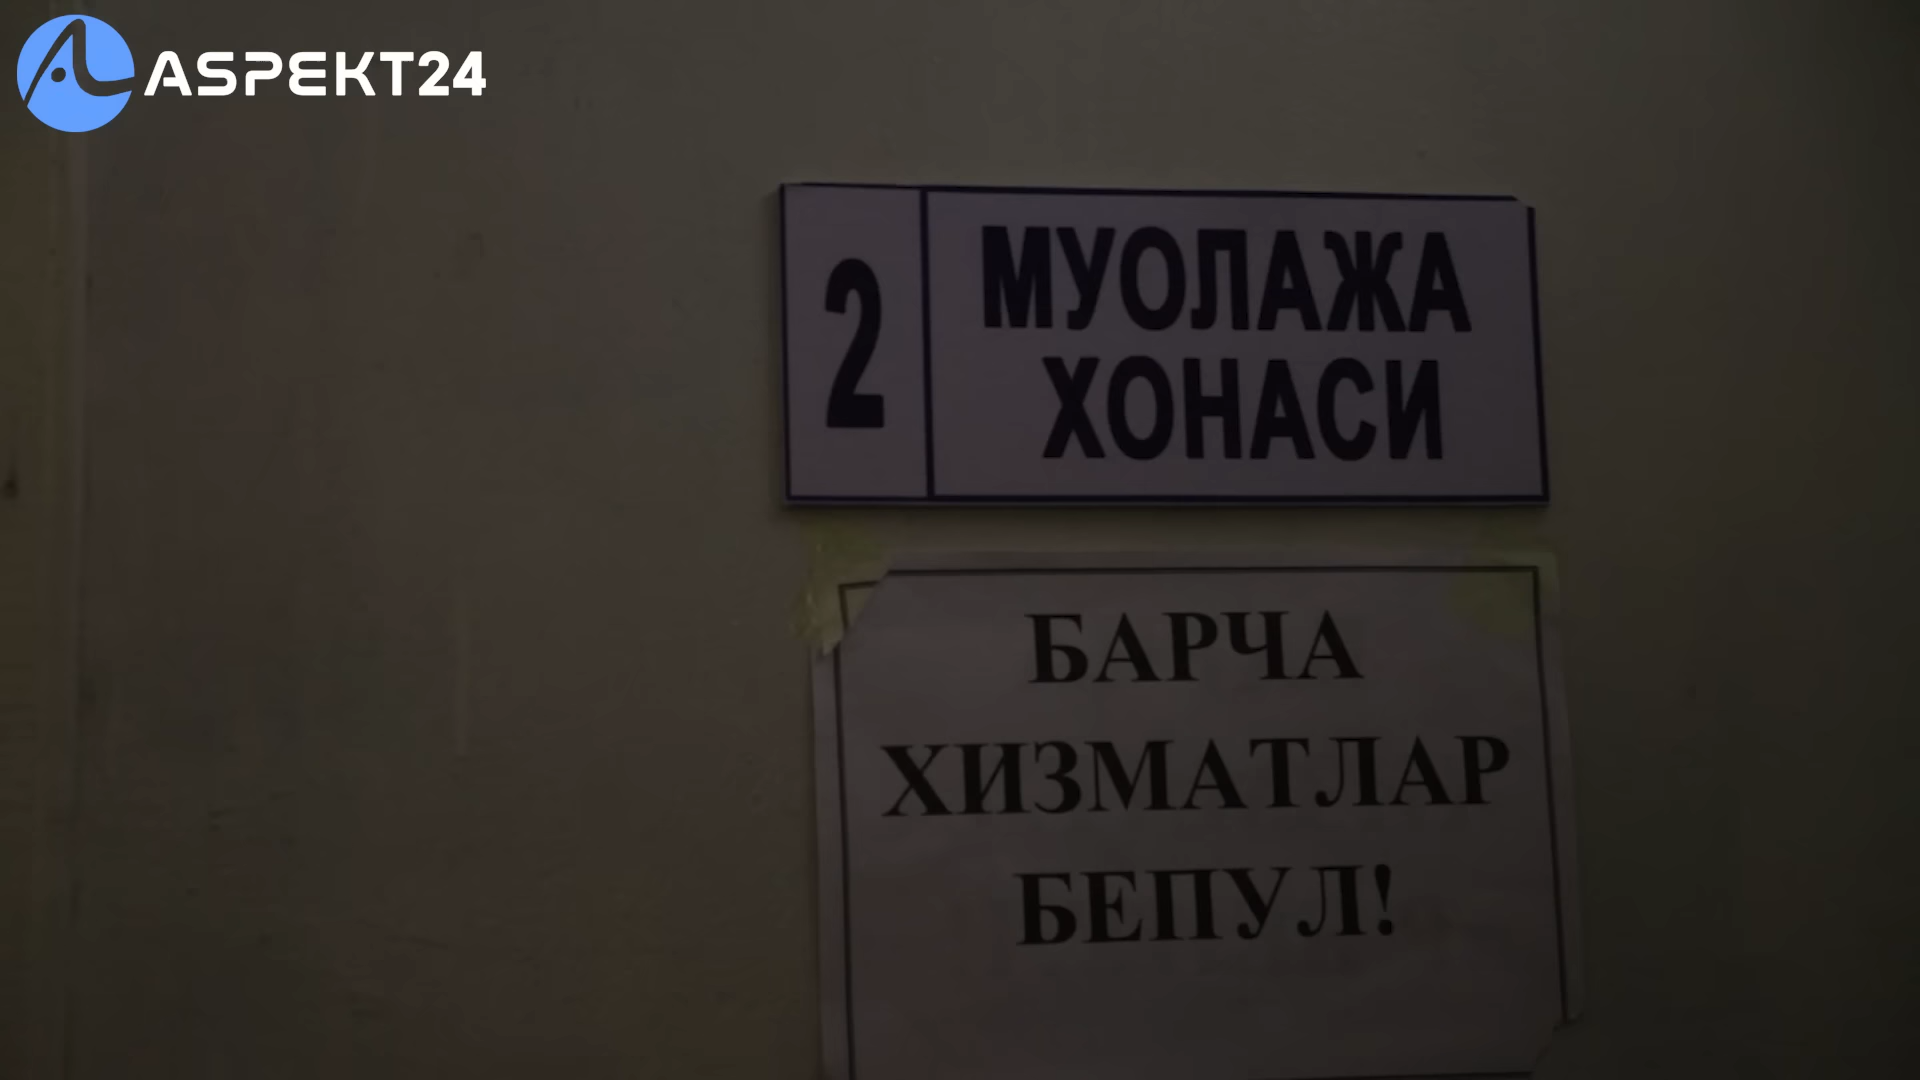 ASPEKT24
2
МУОЛАЖА
ХОНАСИ
БАРЧА
ХИЗМАТЛАР
БЕПУЛ!